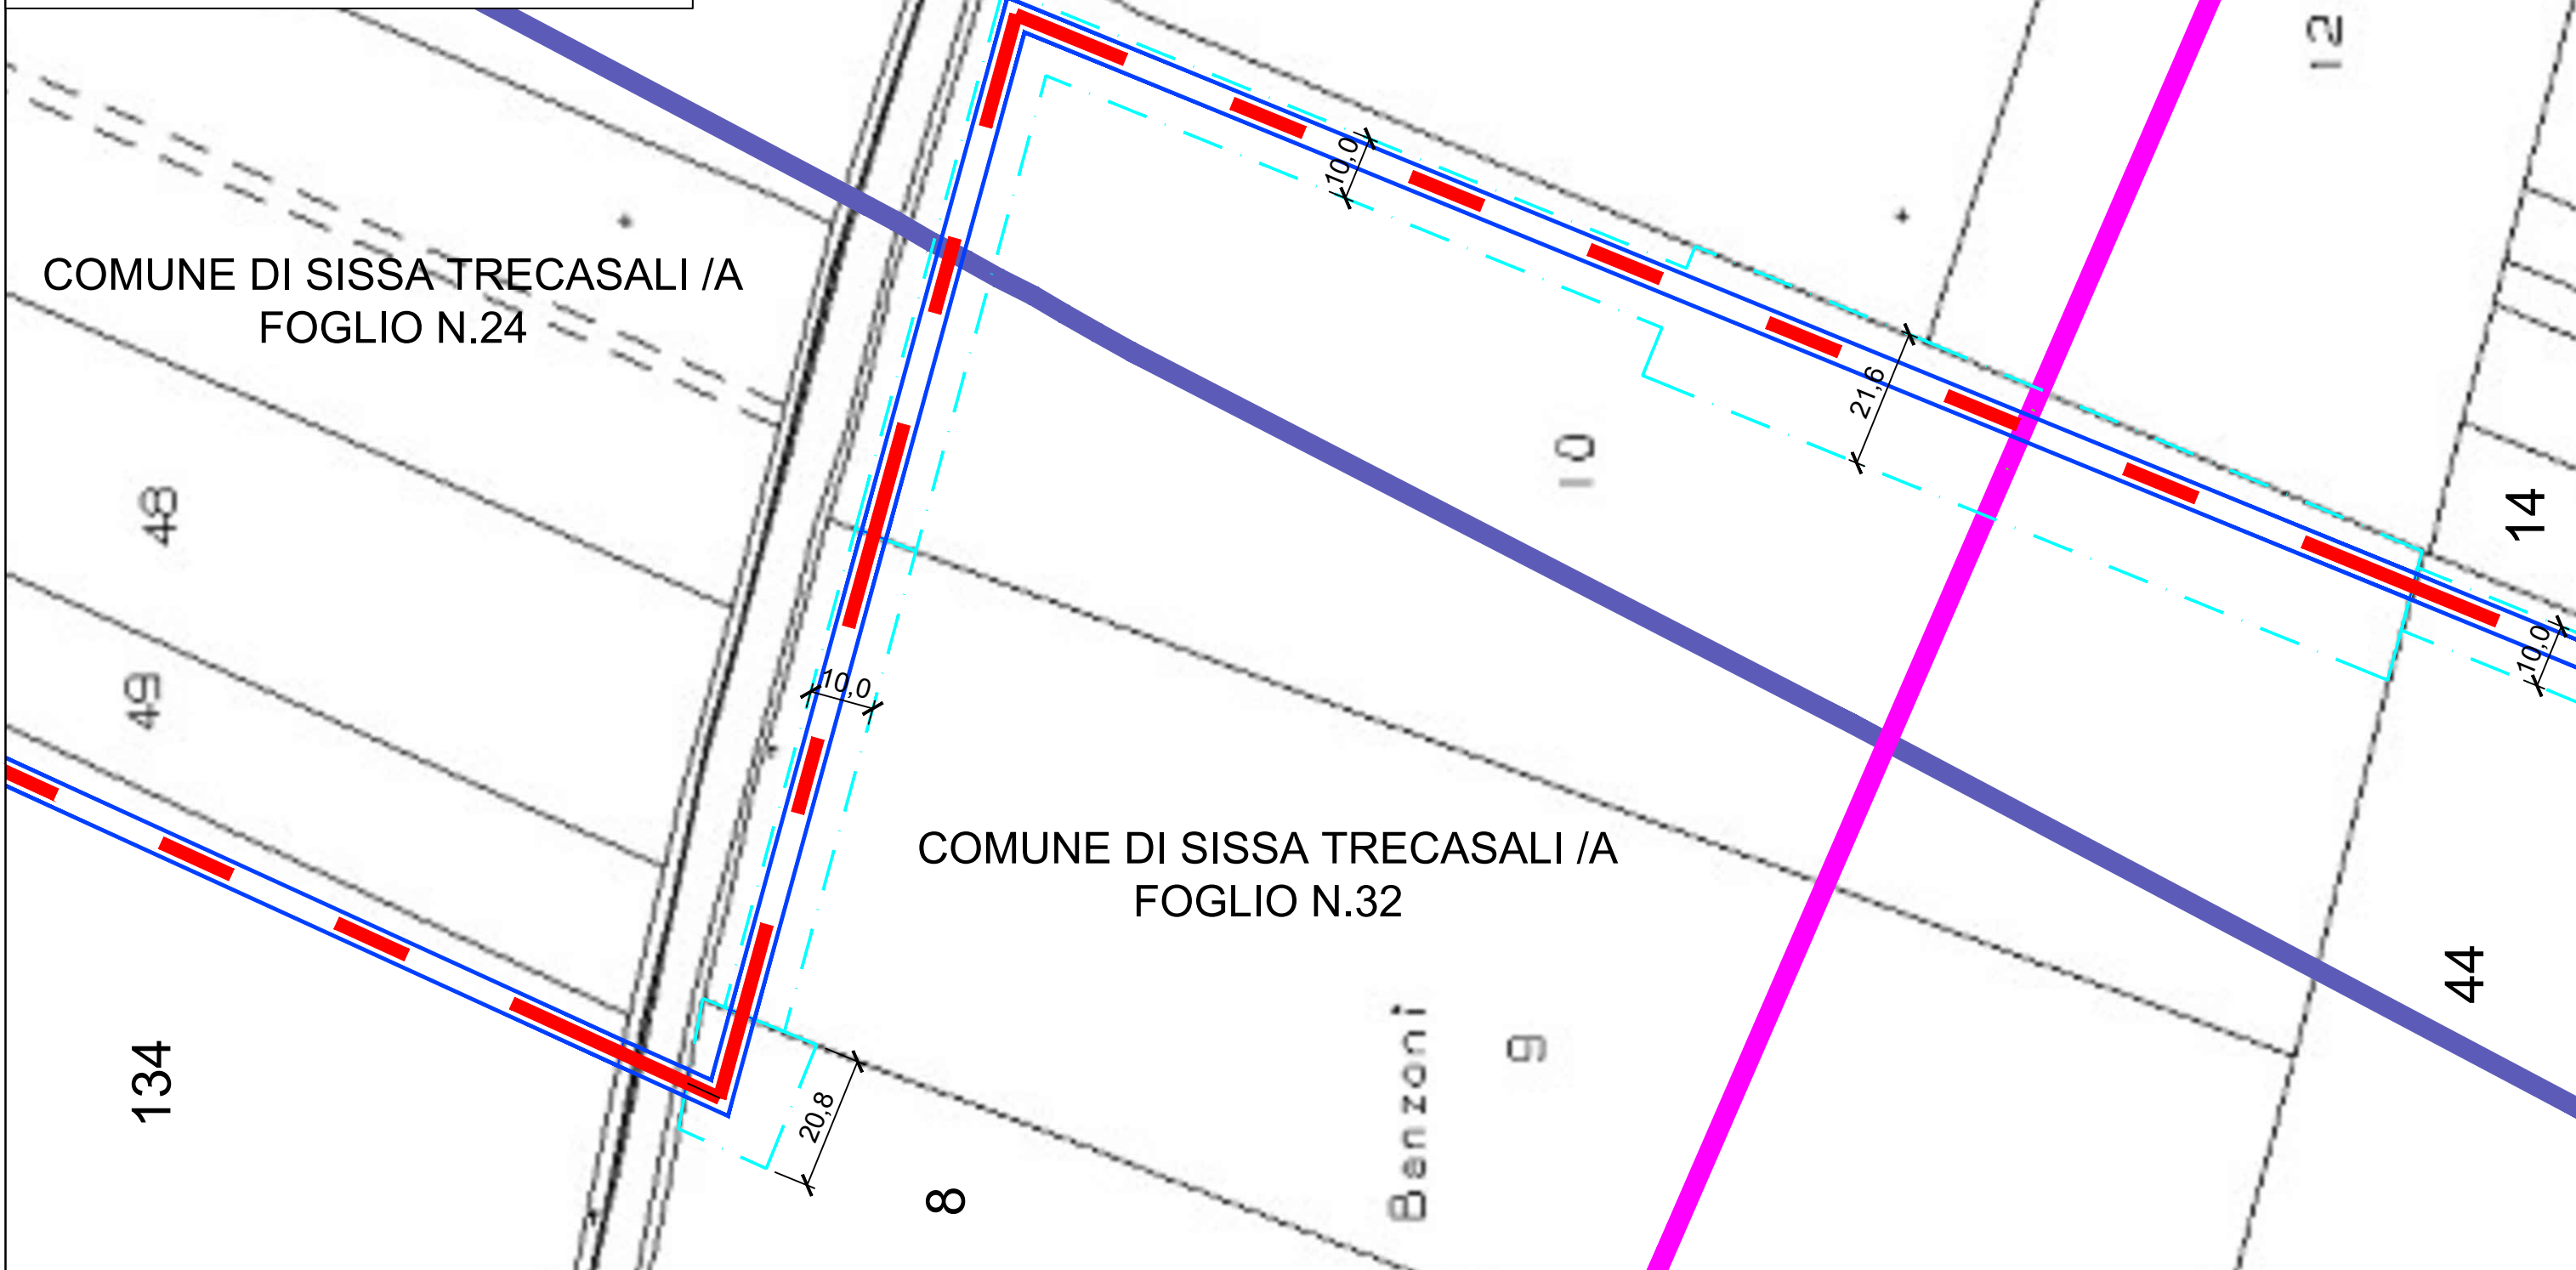 12
10,0
COMUNE DI SISSA TRECASALI /A
FOGLIO N.24
21,6
10
48
14
49
10,0
10,0
COMUNE DI SISSA TRECASALI /A
FOGLIO N.32
44
134
Benzoni
9
20,8
8